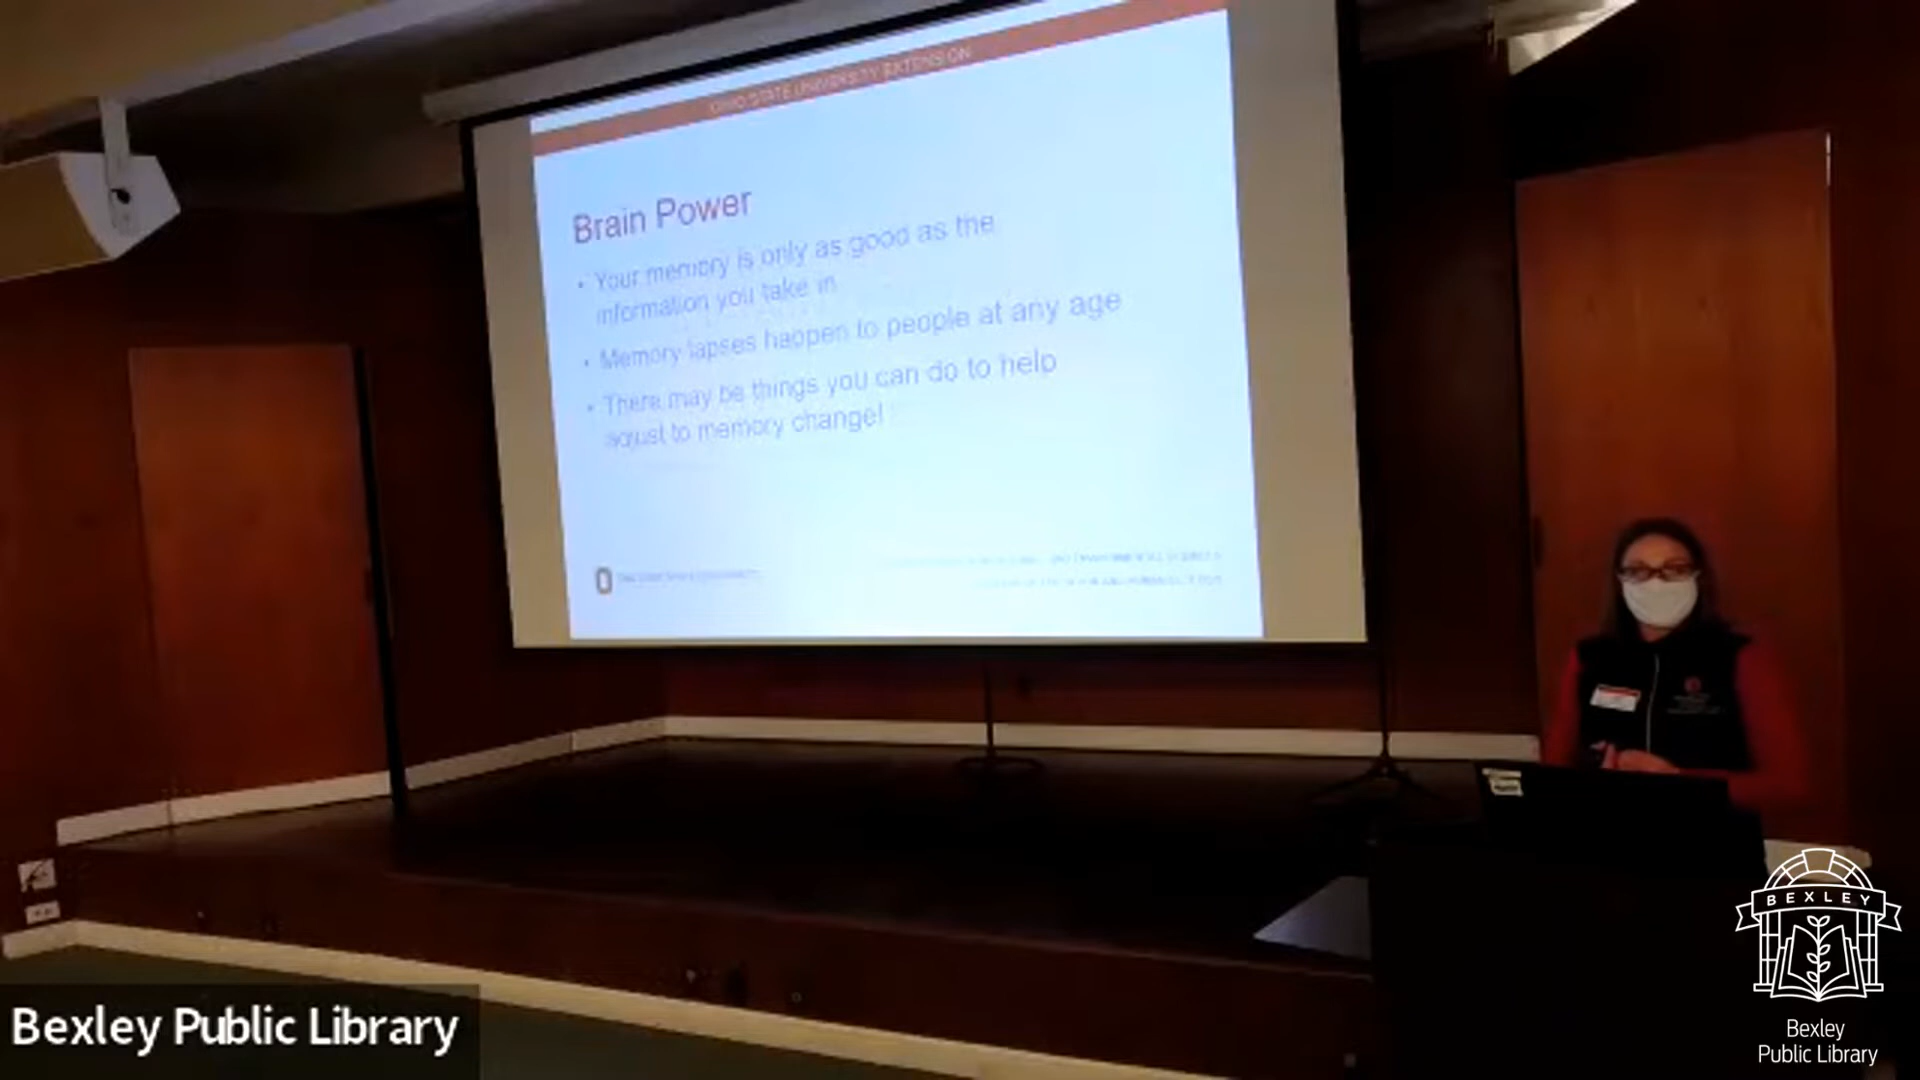 OHIO STATE UNIVERSITY EXTENSION
Brain Power
• Your memory is only as good as the
information you take in
• Memory lapses happen to people at any age
• There may be things you can do to help
adjust to memory change!
Bexley Public Library
BEXLEY
Bexley
Public Library